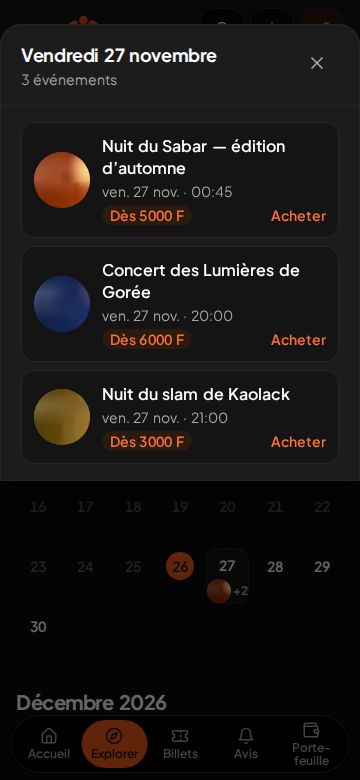 Vendredi 27 novembre
3 événements
Nuit du Sabar — édition
d’automne
ven. 27 nov. · 00:45
Dès 5000 F
Acheter
Concert des Lumières de
Gorée
ven. 27 nov. · 20:00
Dès 6000 F
Acheter
Nuit du slam de Kaolack
ven. 27 nov. · 21:00
Dès 3000 F
Acheter
16 17 18 19 20 21 22
23 24 25 26 27 28 29
+2
30
Décembre 2026
Accueil Explorer Billets Avis Porte-
feuille